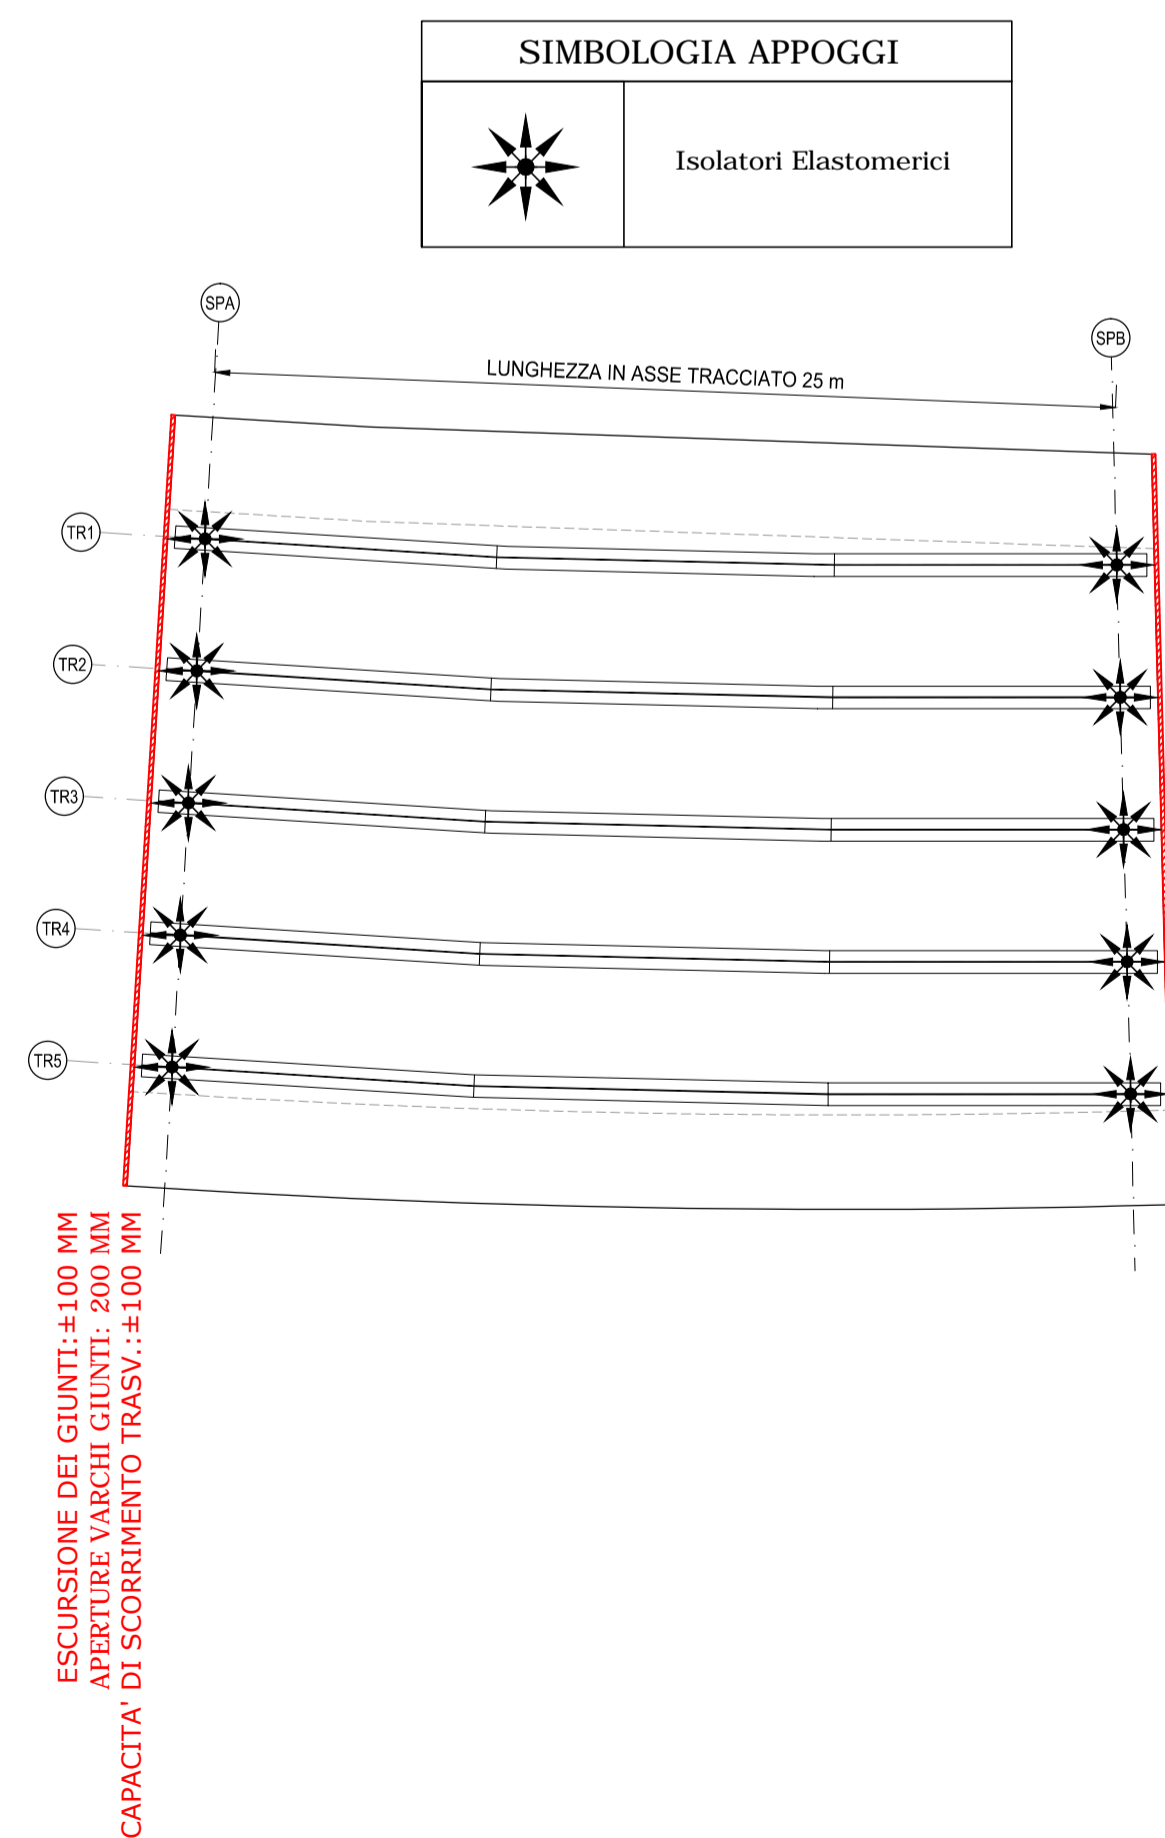 SIMBOLOGIA APPOGGI
Isolatori Elastomerici
SPA
SPB
LUNGHEZZA IN ASSE TRACCIATO 25 m
TR1
TR2
TR3
TR4
TR5
ESCURSIONE DEI GIUNTI:±100 MM
APERTURE VARCHI GIUNTI: 200 MM
CAPACITA' DI SCORRIMENTO TRASV.:±100 MM